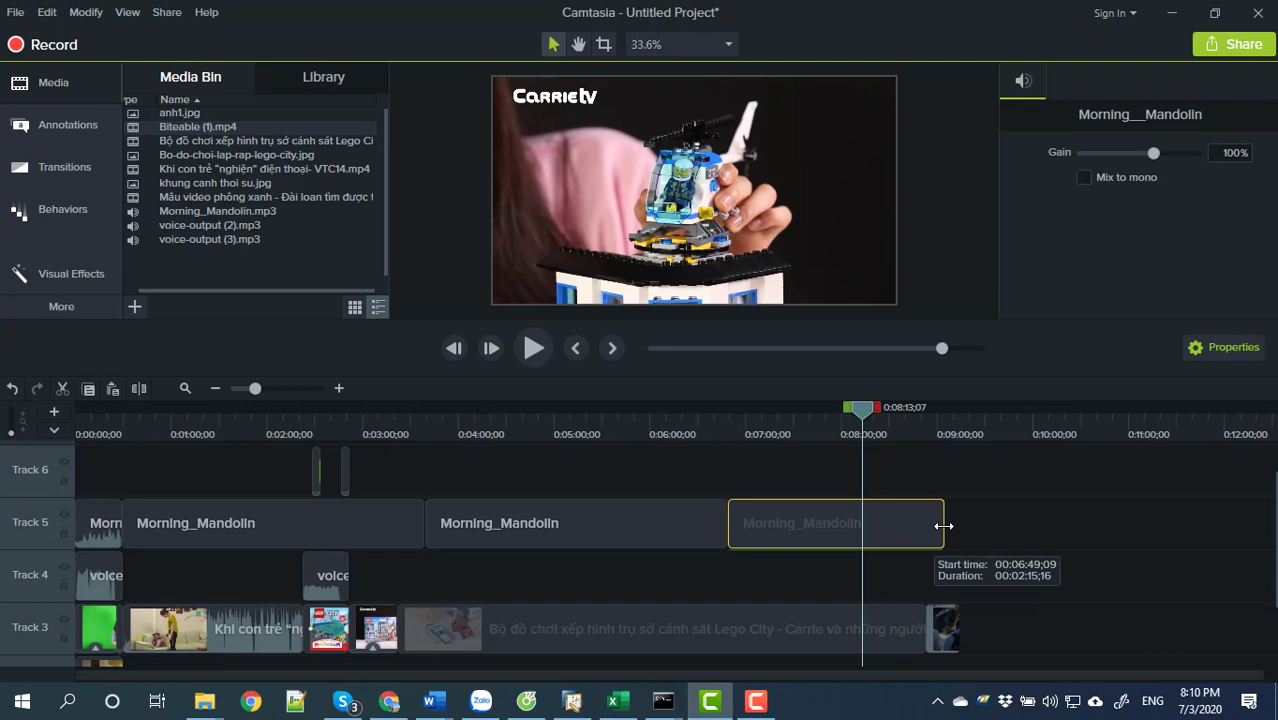 File Edit Modify View Share Help
Camtasia - Untitled Project*
Sign In
Record
33.6%
Share
Media
Annotations
Transitions
Behaviors
Visual Effects
More
Media Bin
Library
ype Name
anh1.jpg
Biteable (1).mp4
Bộ đồ chơi xếp hình trụ sở cảnh sát Lego Ci
Bo-do-choi-lap-rap-lego-city.jpg
Khi con trẻ "nghiện" điện thoại- VTC14.mp4
khung canh thoi su.jpg
Mẫu video phông xanh - Đài loan tìm được t
Morning_Mandolin.mp3
voice-output (2).mp3
voice-output (3).mp3
CARRIETV
Morning__Mandolin
Gain 100%
Mix to mono
Properties
0:08:13;07
0:00:00;00 0:01:00;00 0:02:00;00 0:03:00;00 0:04:00;00 0:05:00;00 0:06:00;00 0:07:00;00 0:08:00;00 0:09:00;00 0:10:00;00 0:11:00;00 0:12:00;00
Track 6
Track 5
Morn
Morning_Mandolin
Morning_Mandolin
Morning_Mandolin
Start time: 00:06:49;09
Duration: 00:02:15;16
Track 4
voice
voice
Track 3
Khi con trẻ "ng
Bộ đồ chơi xếp hình trụ sở cảnh sát Lego City - Carrie và những người
3
ENG
8:10 PM
7/3/2020